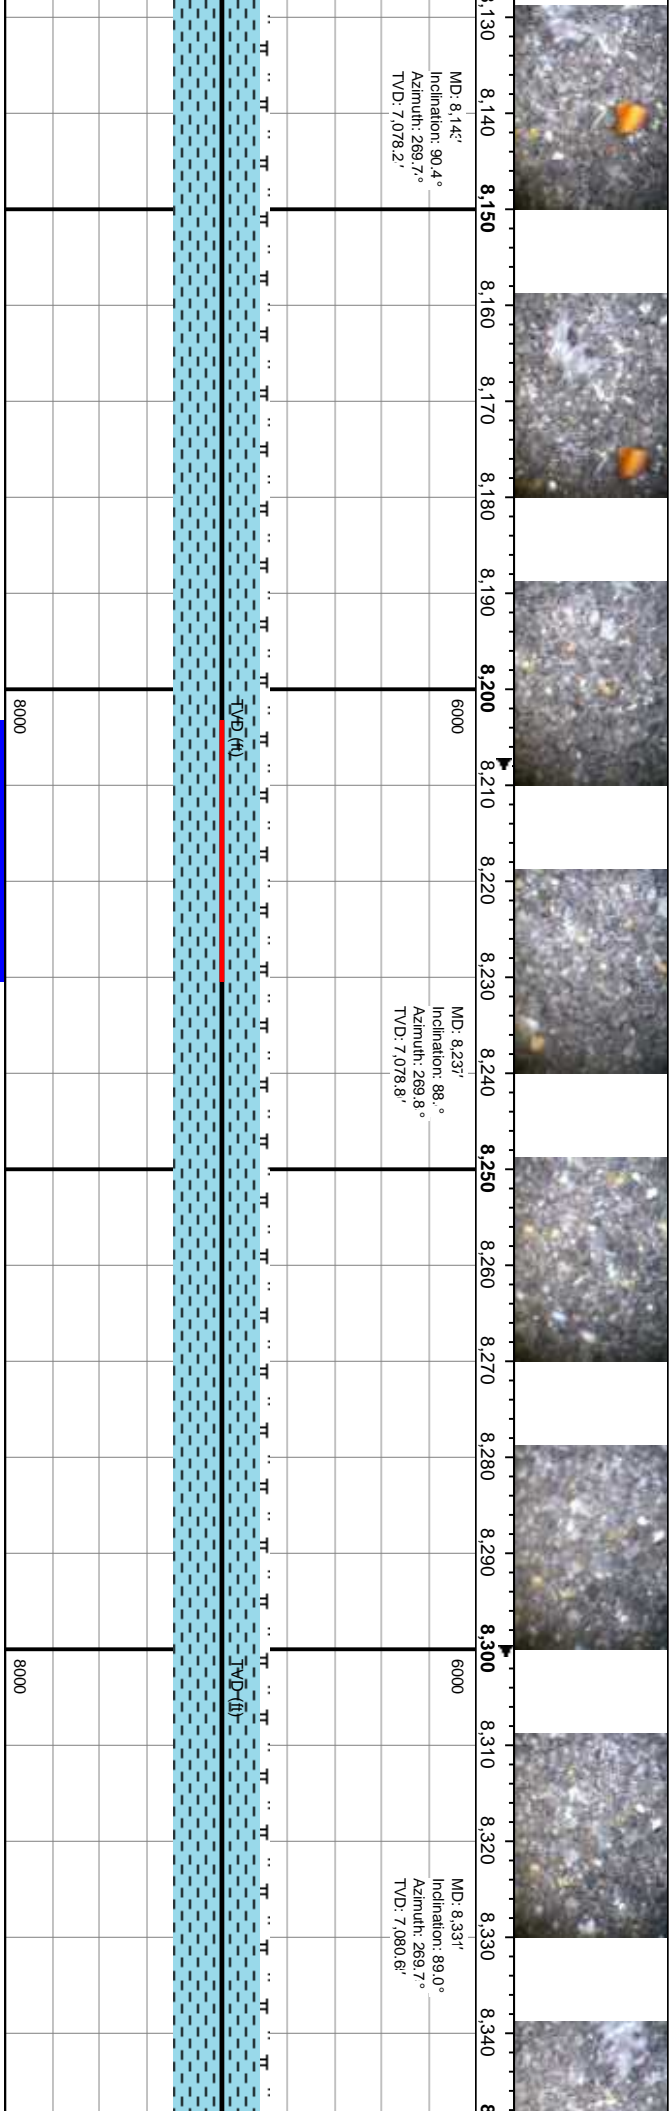 8,130
8,140
8,150
8,160
8,170
8,180
8,190
8,200
8,210
8,220
8,230
8,240
8,250
8,260
8,270
8,280
8,290
8,300
8,310
8,320
8,330
8,340
MD: 8,143'
Inclination: 90.4°
Azimuth: 269.7°
TVD: 7,078.2'
6000
TVD (ft)
8000
MD: 8,237'
Inclination: 88.°
Azimuth: 269.8°
TVD: 7,078.8'
6000
TVD (ft)
8000
MD: 8,331'
Inclination: 89.0°
Azimuth: 269.7°
TVD: 7,080.6'